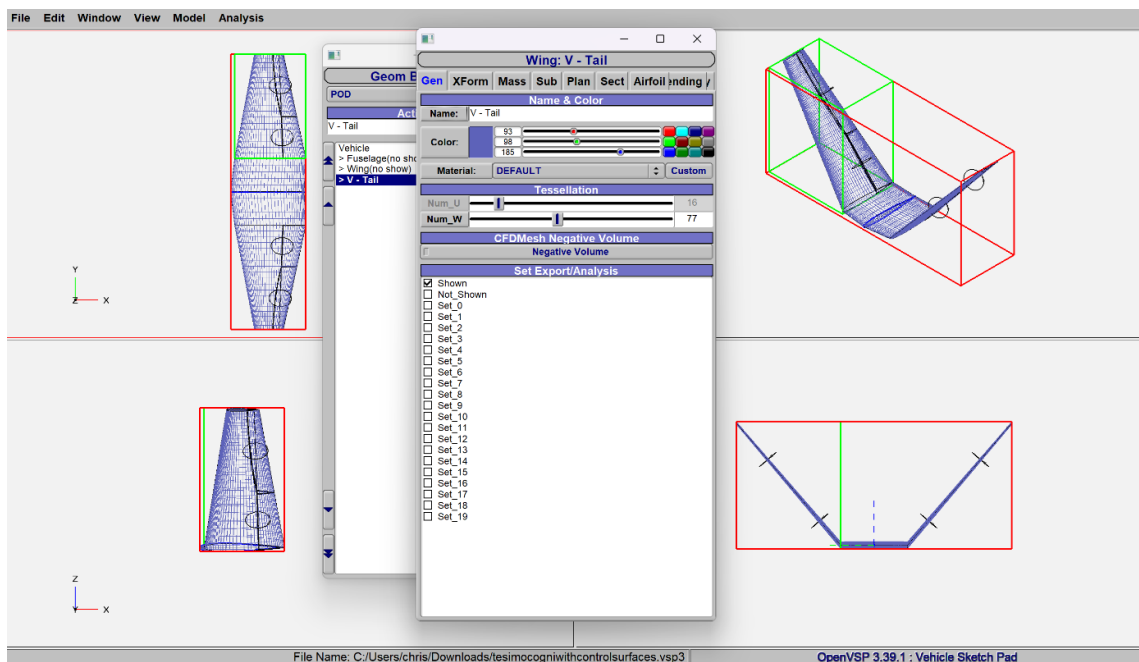 File Edit Window View Model Analysis
Geom B
POD
Act
V - Tail
Vehicle
> Fuselage(no sho
> Wing(no show)
> V - Tail
Wing: V - Tail
Gen XForm Mass Sub Plan Sect Airfoil nding
Name & Color
Name: V - Tail
Color:
93
98
185
Material: DEFAULT Custom
Tessellation
Num_U 16
Num_W 77
CFDMesh Negative Volume
Negative Volume
Set Export/Analysis
Shown
Not_Shown
Set_0
Set_1
Set_2
Set_3
Set_4
Set_5
Set_6
Set_7
Set_8
Set_9
Set_10
Set_11
Set_12
Set_13
Set_14
Set_15
Set_16
Set_17
Set_18
Set_19
Y
Z X
Z
Y X
File Name: C:/Users/chris/Downloads/tesimocogniwithcontrolsurfaces.vsp3
OpenVSP 3.39.1 : Vehicle Sketch Pad